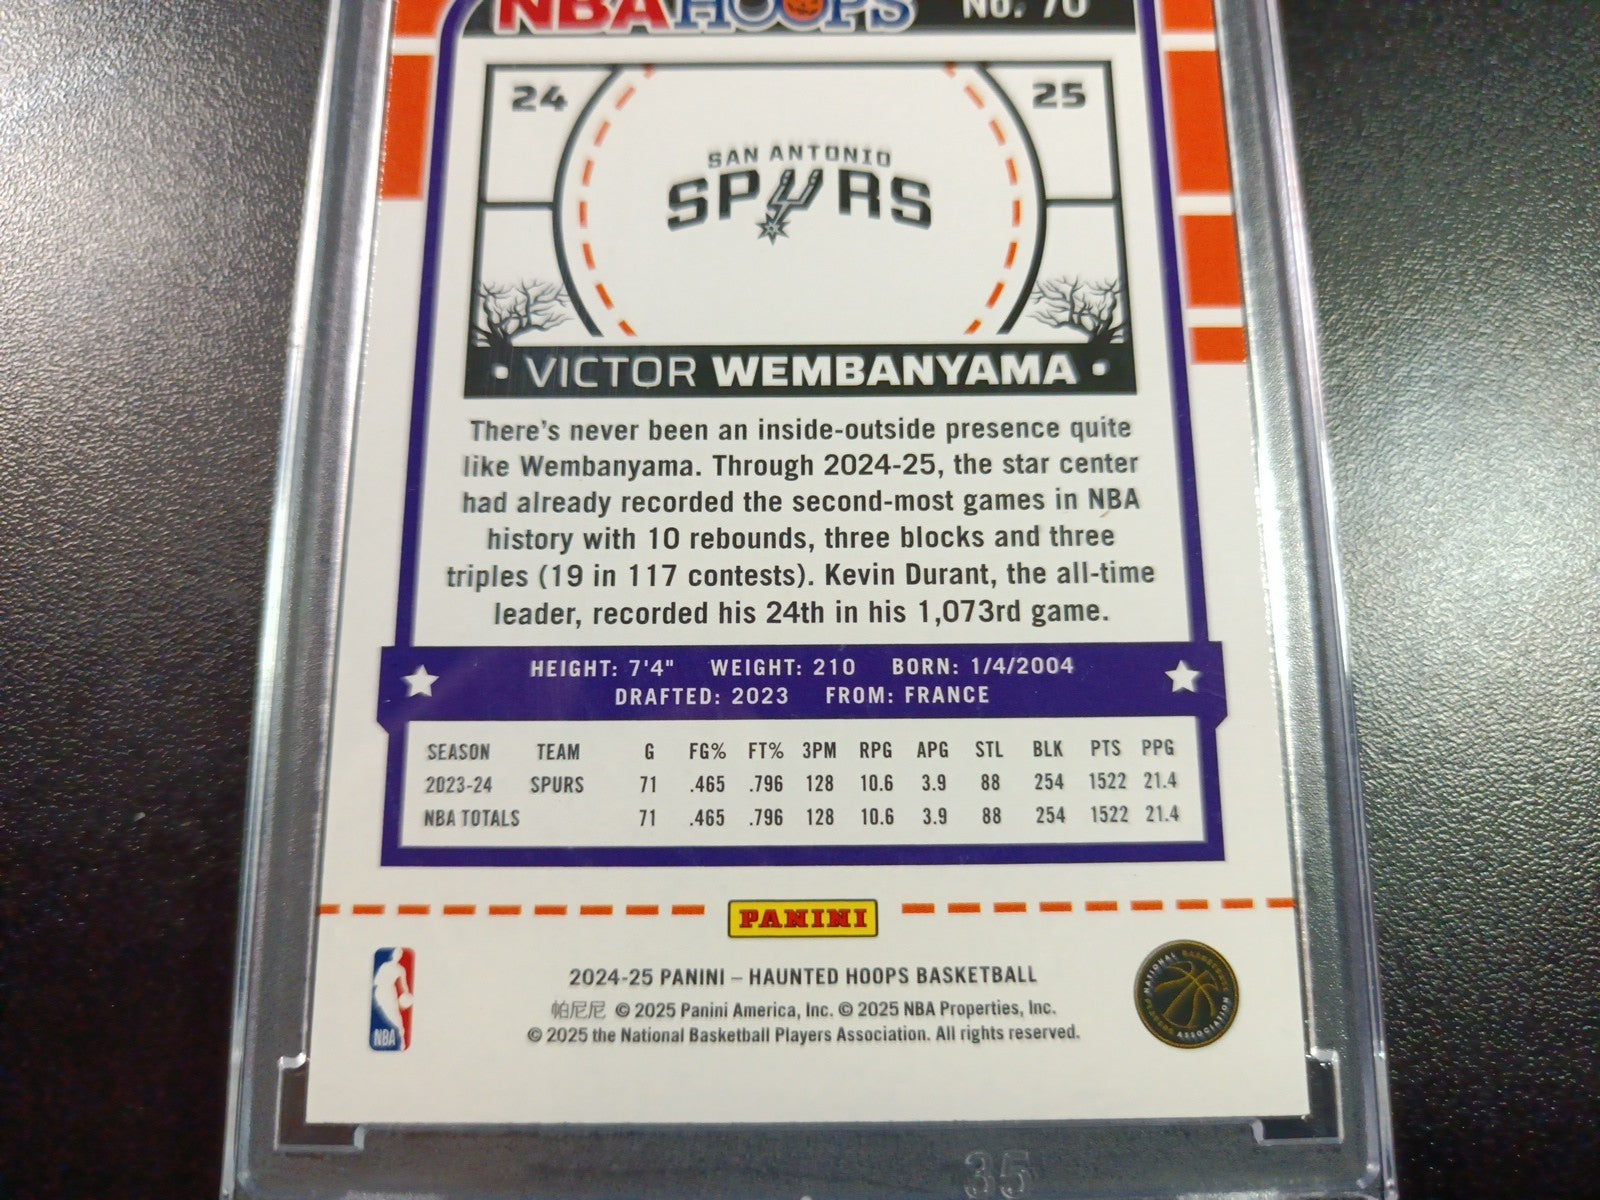 NBA HOOPS No. 70
24 25
SAN ANTONIO
SPURS
• VICTOR WEMBANYAMA •
There's never been an inside-outside presence quite
like Wembanyama. Through 2024-25, the star center
had already recorded the second-most games in NBA
history with 10 rebounds, three blocks and three
triples (19 in 117 contests). Kevin Durant, the all-time
leader, recorded his 24th in his 1,073rd game.
HEIGHT: 7'4" WEIGHT: 210 BORN: 1/4/2004
DRAFTED: 2023 FROM: FRANCE
SEASON TEAM G FG% FT% 3PM RPG APG STL BLK PTS PPG
2023-24 SPURS 71 .465 .796 128 10.6 3.9 88 254 1522 21.4
NBA TOTALS 71 .465 .796 128 10.6 3.9 88 254 1522 21.4
PANINI
2024-25 PANINI – HAUNTED HOOPS BASKETBALL
帕尼尼 © 2025 Panini America, Inc. © 2025 NBA Properties, Inc.
© 2025 the National Basketball Players Association. All rights reserved.
NBA
NATIONAL BASKETBALL PLAYERS ASSOCIATION
35